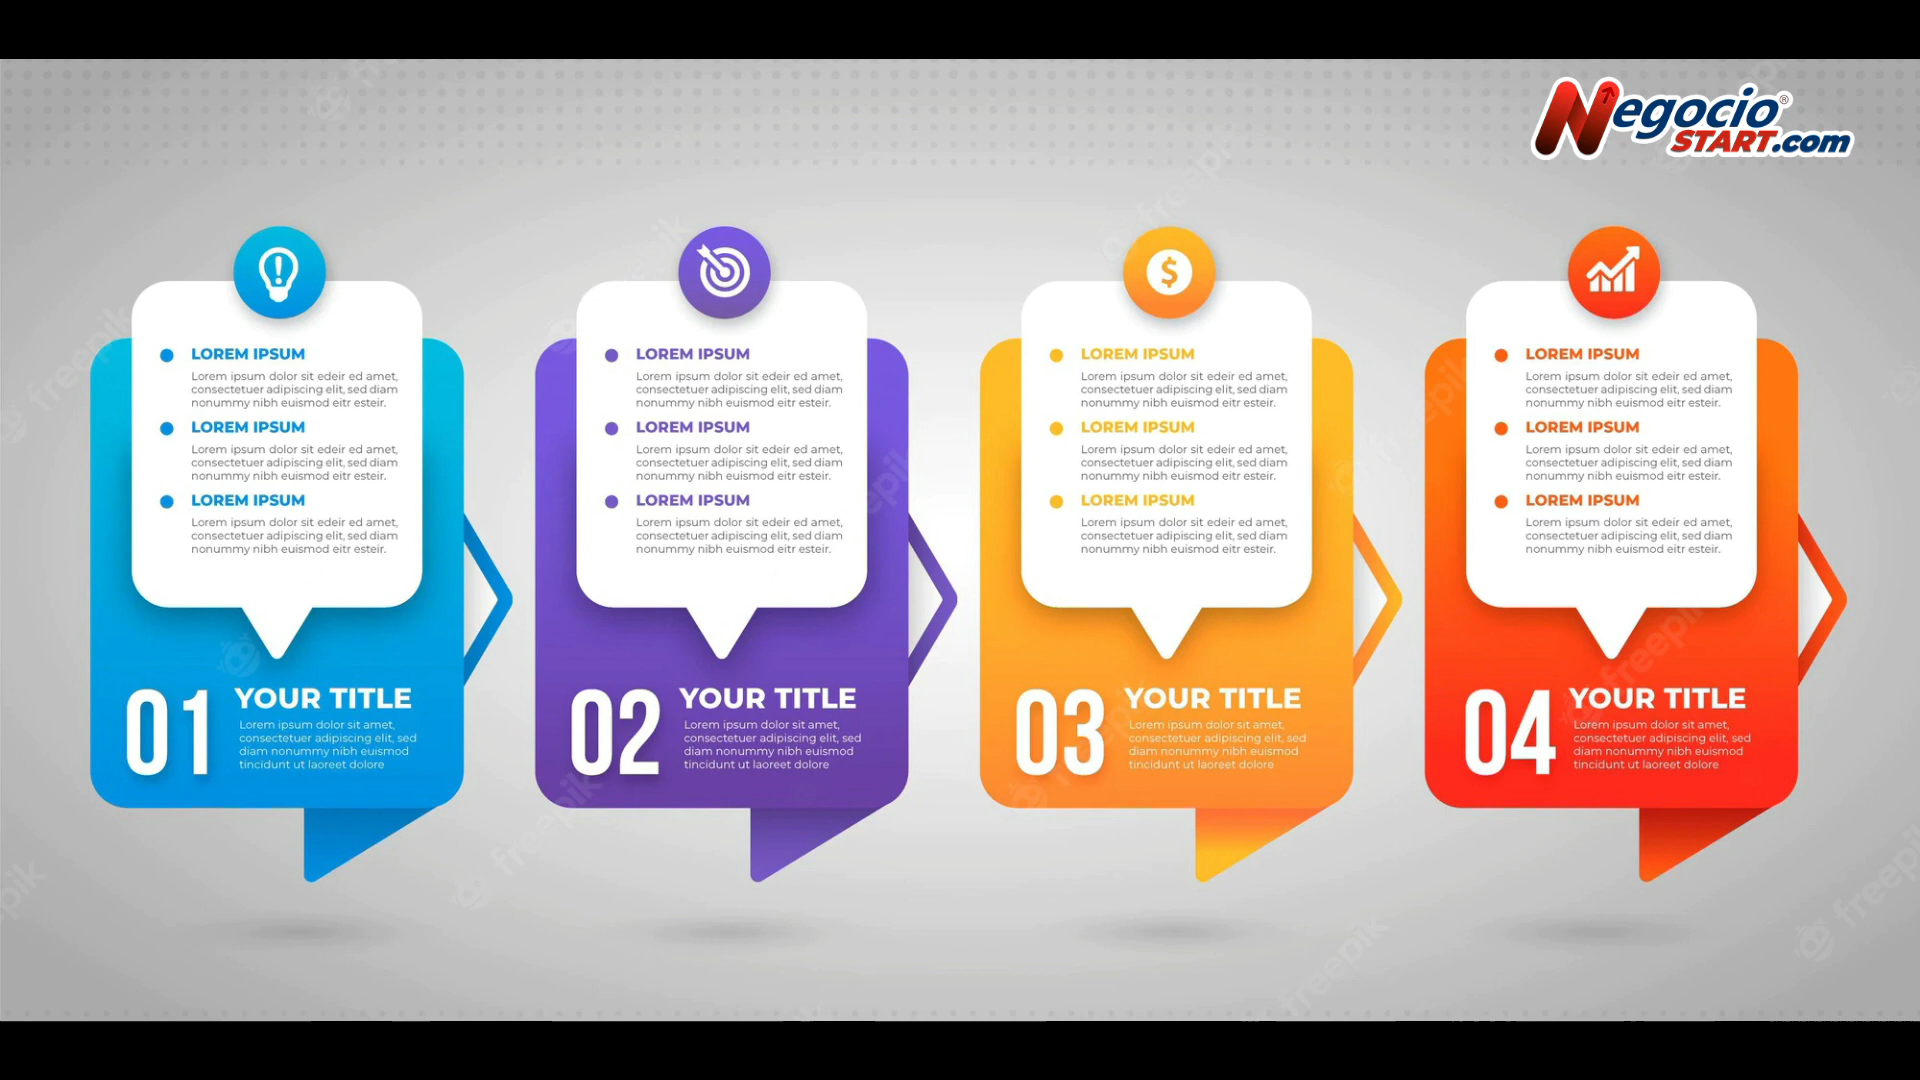 Negocio®
START.com
LOREM IPSUM
Lorem ipsum dolor sit edeir ed amet,
consectetuer adipiscing elit, sed diam
nonummy nibh euismod eitr esteir.
LOREM IPSUM
Lorem ipsum dolor sit edeir ed amet,
consectetuer adipiscing elit, sed diam
nonummy nibh euismod eitr esteir.
LOREM IPSUM
Lorem ipsum dolor sit edeir ed amet,
consectetuer adipiscing elit, sed diam
nonummy nibh euismod eitr esteir.
01
YOUR TITLE
Lorem ipsum dolor sit amet,
consectetuer adipiscing elit, sed
diam nonummy nibh euismod
tincidunt ut laoreet dolore
LOREM IPSUM
Lorem ipsum dolor sit edeir ed amet,
consectetuer adipiscing elit, sed diam
nonummy nibh euismod eitr esteir.
LOREM IPSUM
Lorem ipsum dolor sit edeir ed amet,
consectetuer adipiscing elit, sed diam
nonummy nibh euismod eitr esteir.
LOREM IPSUM
Lorem ipsum dolor sit edeir ed amet,
consectetuer adipiscing elit, sed diam
nonummy nibh euismod eitr esteir.
02
YOUR TITLE
Lorem ipsum dolor sit amet,
consectetuer adipiscing elit, sed
diam nonummy nibh euismod
tincidunt ut laoreet dolore
LOREM IPSUM
Lorem ipsum dolor sit edeir ed amet,
consectetuer adipiscing elit, sed diam
nonummy nibh euismod eitr esteir.
LOREM IPSUM
Lorem ipsum dolor sit edeir ed amet,
consectetuer adipiscing elit, sed diam
nonummy nibh euismod eitr esteir.
LOREM IPSUM
Lorem ipsum dolor sit edeir ed amet,
consectetuer adipiscing elit, sed diam
nonummy nibh euismod eitr esteir.
03
YOUR TITLE
Lorem ipsum dolor sit amet,
consectetuer adipiscing elit, sed
diam nonummy nibh euismod
tincidunt ut laoreet dolore
LOREM IPSUM
Lorem ipsum dolor sit edeir ed amet,
consectetuer adipiscing elit, sed diam
nonummy nibh euismod eitr esteir.
LOREM IPSUM
Lorem ipsum dolor sit edeir ed amet,
consectetuer adipiscing elit, sed diam
nonummy nibh euismod eitr esteir.
LOREM IPSUM
Lorem ipsum dolor sit edeir ed amet,
consectetuer adipiscing elit, sed diam
nonummy nibh euismod eitr esteir.
04
YOUR TITLE
Lorem ipsum dolor sit amet,
consectetuer adipiscing elit, sed
diam nonummy nibh euismod
tincidunt ut laoreet dolore
freepik